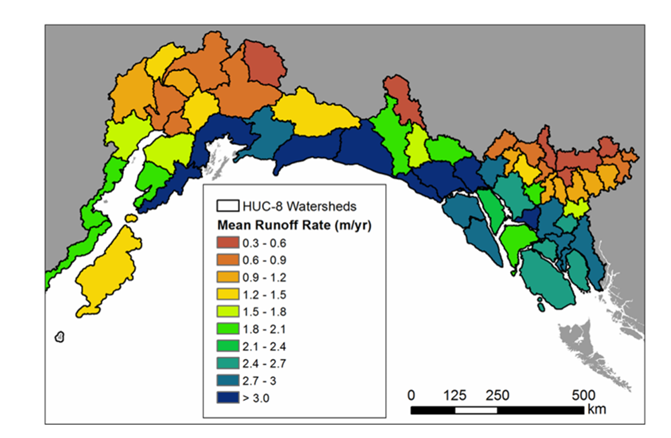 HUC-8 Watersheds
Mean Runoff Rate (m/yr)
0.3 - 0.6
0.6 - 0.9
0.9 - 1.2
1.2 - 1.5
1.5 - 1.8
1.8 - 2.1
2.1 - 2.4
2.4 - 2.7
2.7 - 3
> 3.0
0 125 250 500
km